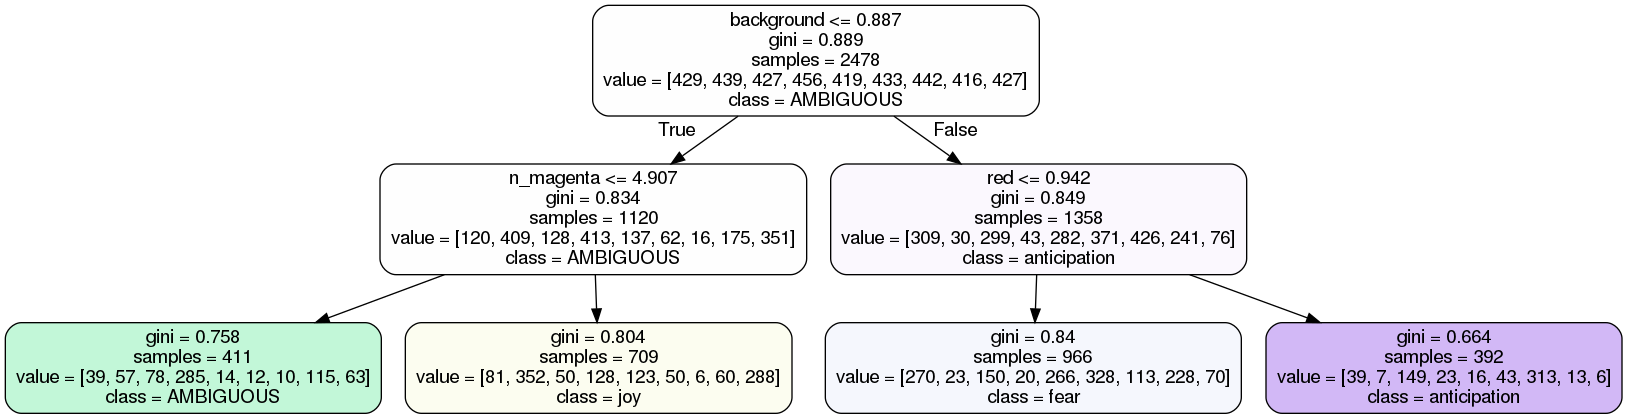 background <= 0.887
gini = 0.889
samples = 2478
value = [429, 439, 427, 456, 419, 433, 442, 416, 427]
class = AMBIGUOUS
True
False
n_magenta <= 4.907
gini = 0.834
samples = 1120
value = [120, 409, 128, 413, 137, 62, 16, 175, 351]
class = AMBIGUOUS
red <= 0.942
gini = 0.849
samples = 1358
value = [309, 30, 299, 43, 282, 371, 426, 241, 76]
class = anticipation
gini = 0.758
samples = 411
value = [39, 57, 78, 285, 14, 12, 10, 115, 63]
class = AMBIGUOUS
gini = 0.804
samples = 709
value = [81, 352, 50, 128, 123, 50, 6, 60, 288]
class = joy
gini = 0.84
samples = 966
value = [270, 23, 150, 20, 266, 328, 113, 228, 70]
class = fear
gini = 0.664
samples = 392
value = [39, 7, 149, 23, 16, 43, 313, 13, 6]
class = anticipation